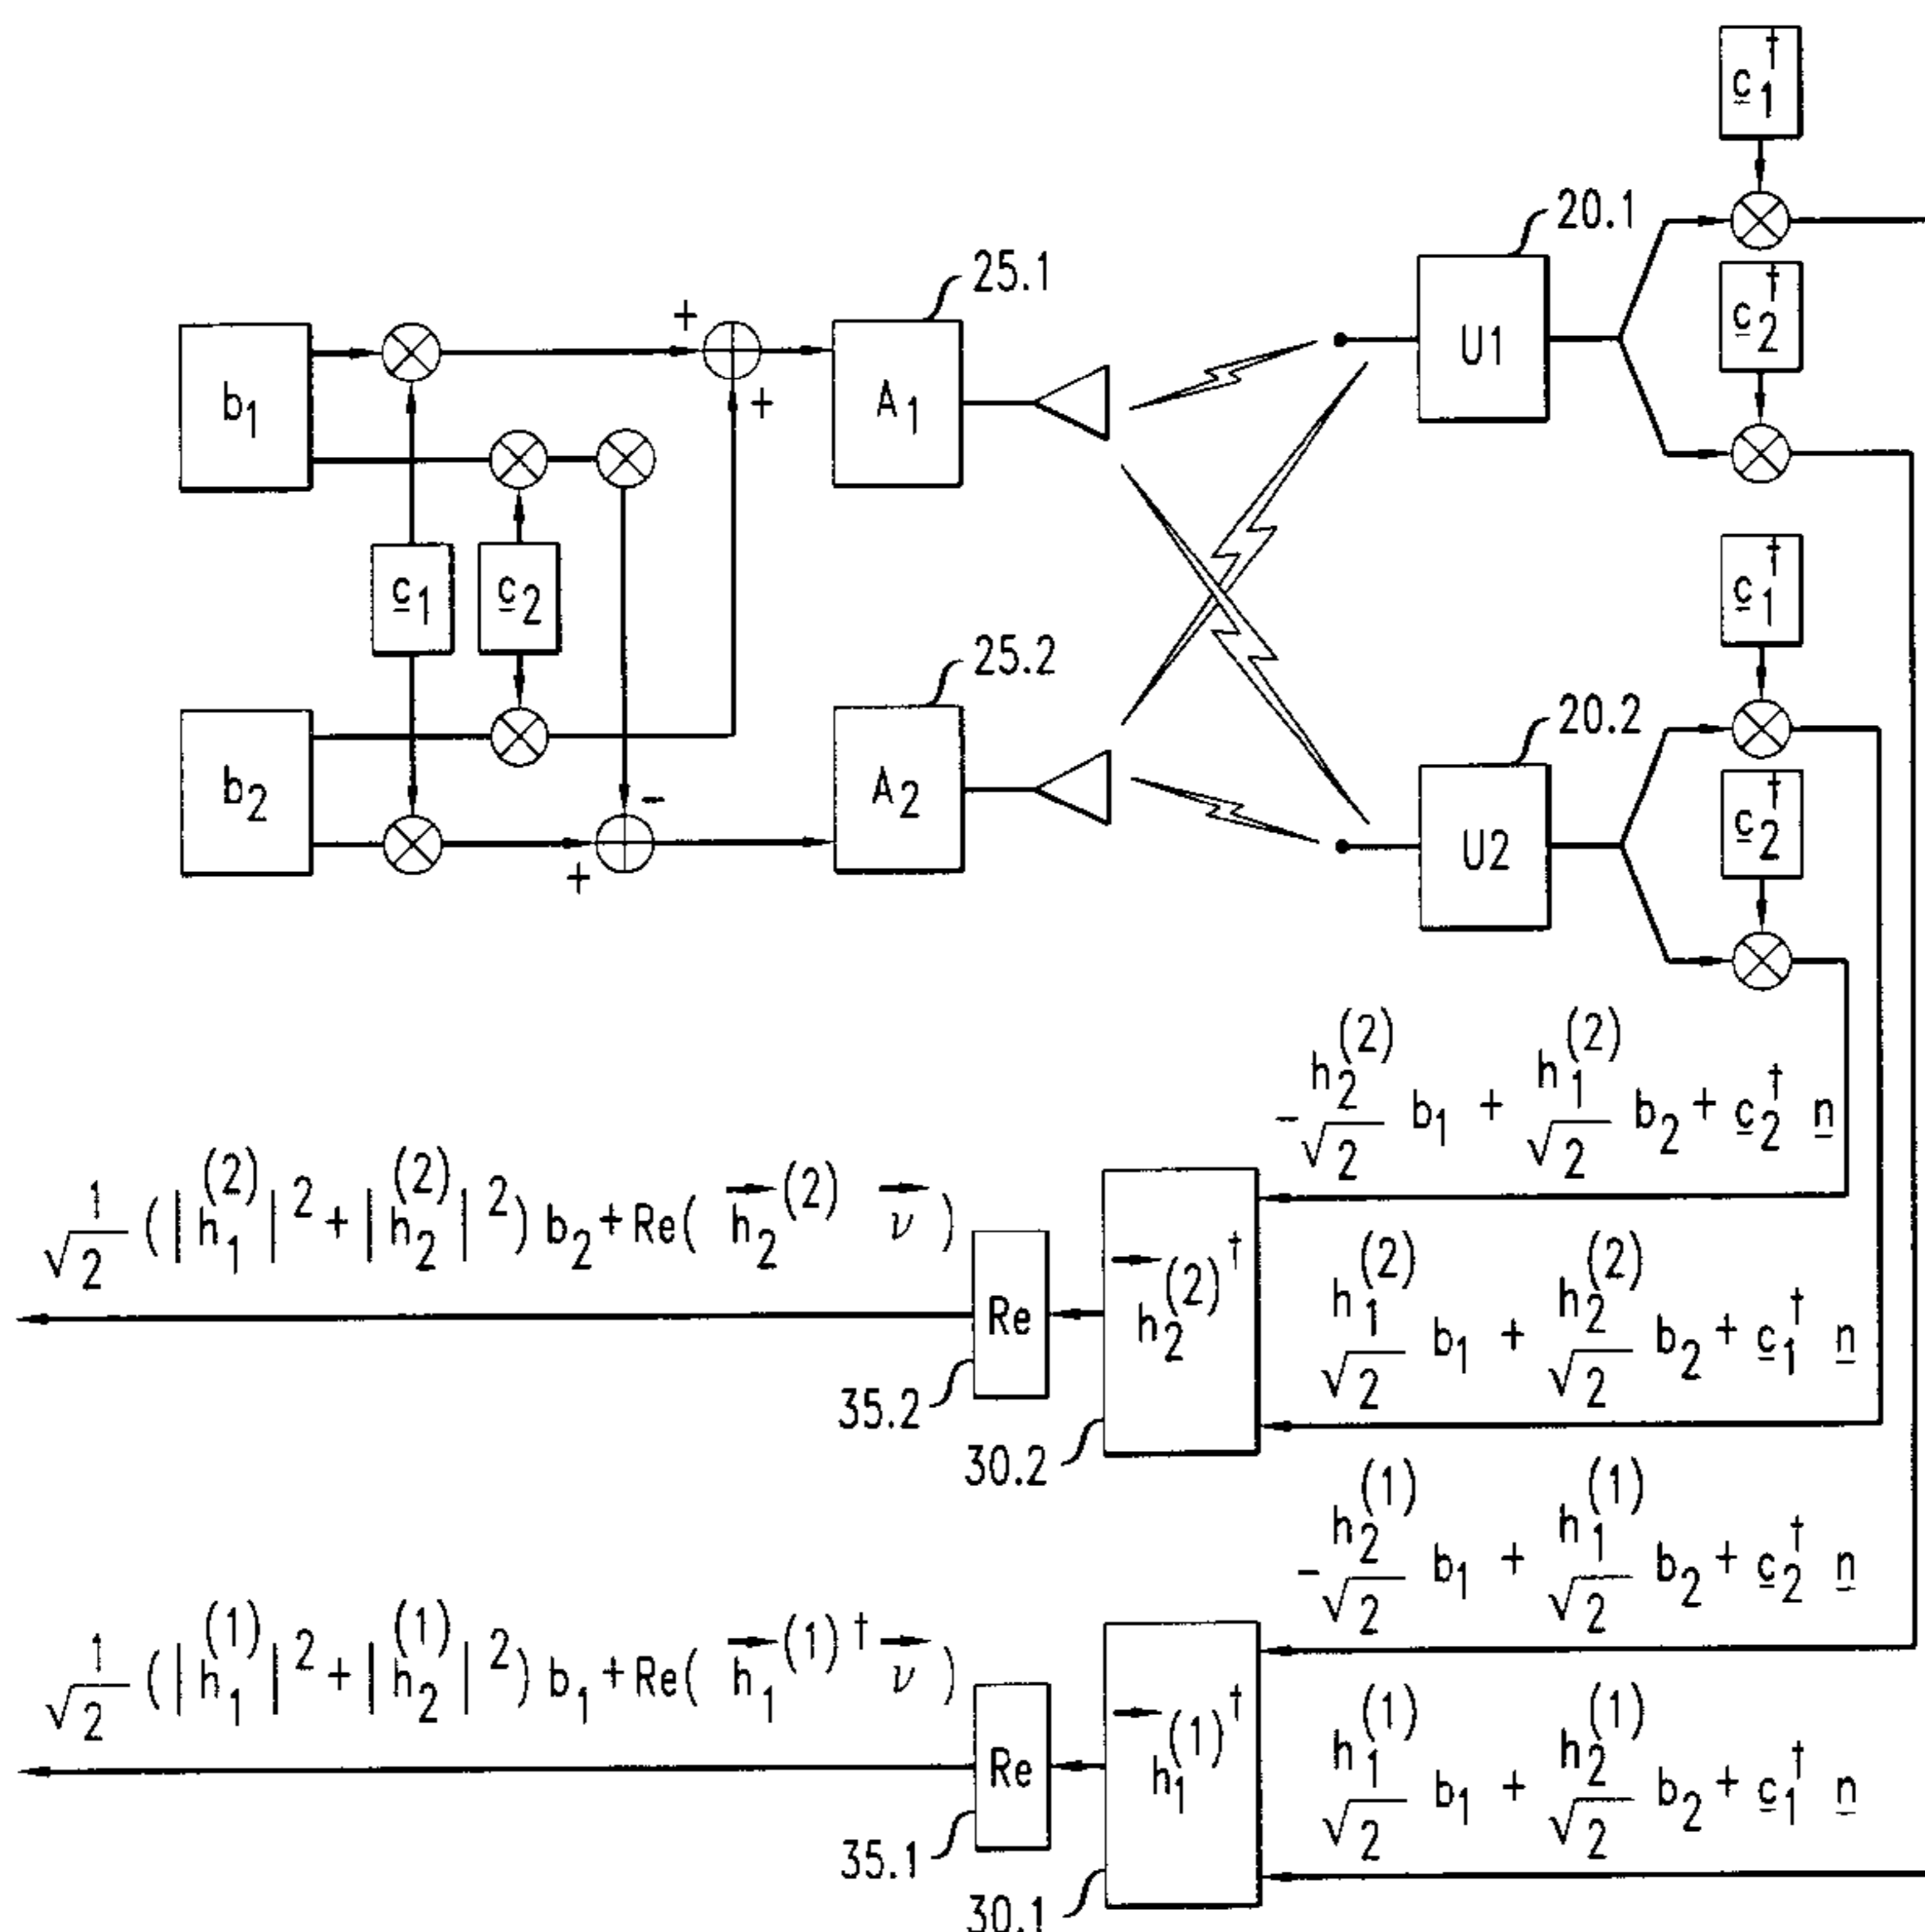 c₁†
20.1
25.1
c₂†
+
b₁
A₁
U1
+
c₁†
c₁
c₂
25.2
20.2
c₂†
b₂
-
A₂
U2
+
-h₂⁽²⁾/√2 b₁ + h₁⁽²⁾/√2 b₂ + c₂† n
1/√2 (|h₁⁽²⁾|² + |h₂⁽²⁾|²) b₂ + Re( h₂⃗⁽²⁾ ν⃗ )
Re
h₂⃗⁽²⁾†
h₁⁽²⁾/√2 b₁ + h₂⁽²⁾/√2 b₂ + c₁† n
35.2
30.2
-h₂⁽¹⁾/√2 b₁ + h₁⁽¹⁾/√2 b₂ + c₂† n
1/√2 (|h₁⁽¹⁾|² + |h₂⁽¹⁾|²) b₁ + Re( h₁⃗⁽¹⁾† ν⃗ )
Re
h₁⃗⁽¹⁾†
h₁⁽¹⁾/√2 b₁ + h₂⁽¹⁾/√2 b₂ + c₁† n
35.1
30.1